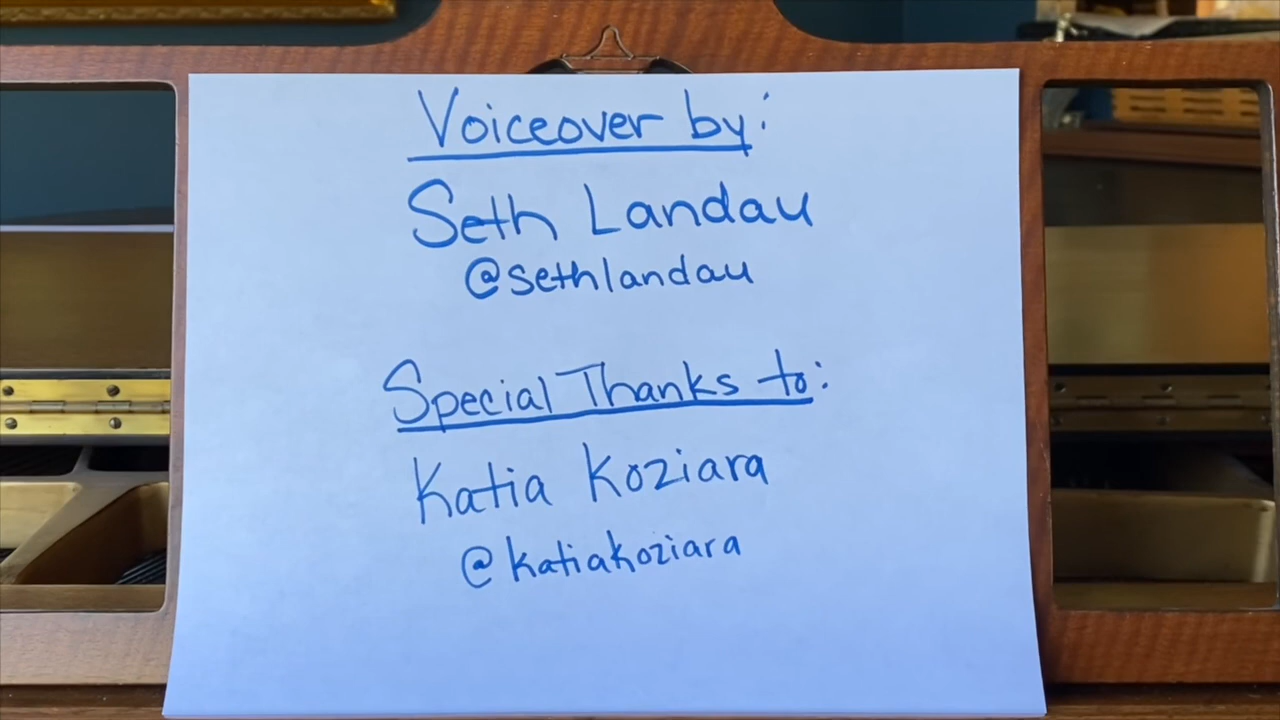 Voiceover by:
Seth Landau
@sethlandau
Special Thanks to:
Katia Koziara
@katiakoziara